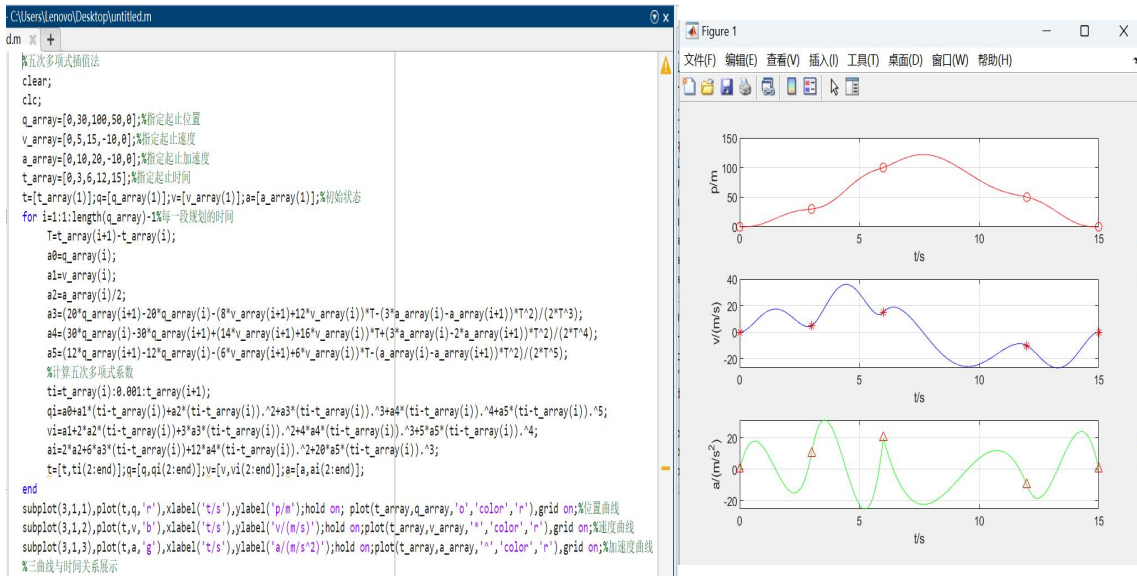 C:\Users\Lenovo\Desktop\untitled.m
d.m
%五次多项式插值法
clear;
clc;
q_array=[0,30,100,50,0];%指定起止位置
v_array=[0,5,15,-10,0];%指定起止速度
a_array=[0,10,20,-10,0];%指定起止加速度
t_array=[0,3,6,12,15];%指定起止时间
t=[t_array(1)];q=[q_array(1)];v=[v_array(1)];a=[a_array(1)];%初始状态
for i=1:1:length(q_array)-1%每一段规划的时间
T=t_array(i+1)-t_array(i);
a0=q_array(i);
a1=v_array(i);
a2=a_array(i)/2;
a3=(20*q_array(i+1)-20*q_array(i)-(8*v_array(i+1)+12*v_array(i))*T-(3*a_array(i)-a_array(i+1))*T^2)/(2*T^3);
a4=(30*q_array(i)-30*q_array(i+1)+(14*v_array(i+1)+16*v_array(i))*T+(3*a_array(i)-2*a_array(i+1))*T^2)/(2*T^4);
a5=(12*q_array(i+1)-12*q_array(i)-(6*v_array(i+1)+6*v_array(i))*T-(a_array(i)-a_array(i+1))*T^2)/(2*T^5);
%计算五次多项式系数
ti=t_array(i):0.001:t_array(i+1);
qi=a0+a1*(ti-t_array(i))+a2*(ti-t_array(i)).^2+a3*(ti-t_array(i)).^3+a4*(ti-t_array(i)).^4+a5*(ti-t_array(i)).^5;
vi=a1+2*a2*(ti-t_array(i))+3*a3*(ti-t_array(i)).^2+4*a4*(ti-t_array(i)).^3+5*a5*(ti-t_array(i)).^4;
ai=2*a2+6*a3*(ti-t_array(i))+12*a4*(ti-t_array(i)).^2+20*a5*(ti-t_array(i)).^3;
t=[t,ti(2:end)];q=[q,qi(2:end)];v=[v,vi(2:end)];a=[a,ai(2:end)];
end
subplot(3,1,1),plot(t,q,'r'),xlabel('t/s'),ylabel('p/m');hold on; plot(t_array,q_array,'o','color','r'),grid on;%位置曲线
subplot(3,1,2),plot(t,v,'b'),xlabel('t/s'),ylabel('v/(m/s)');hold on;plot(t_array,v_array,'*','color','r'),grid on;%速度曲线
subplot(3,1,3),plot(t,a,'g'),xlabel('t/s'),ylabel('a/(m/s^2)');hold on;plot(t_array,a_array,'^','color','r'),grid on;%加速度曲线
%三曲线与时间关系展示
Figure 1
文件(F) 编辑(E) 查看(V) 插入(I) 工具(T) 桌面(D) 窗口(W) 帮助(H)
150
100
50
0
p/m
0 5 10 15
t/s
40
20
0
-20
v/(m/s)
0 5 10 15
t/s
20
0
-20
a/(m/s²)
0 5 10 15
t/s